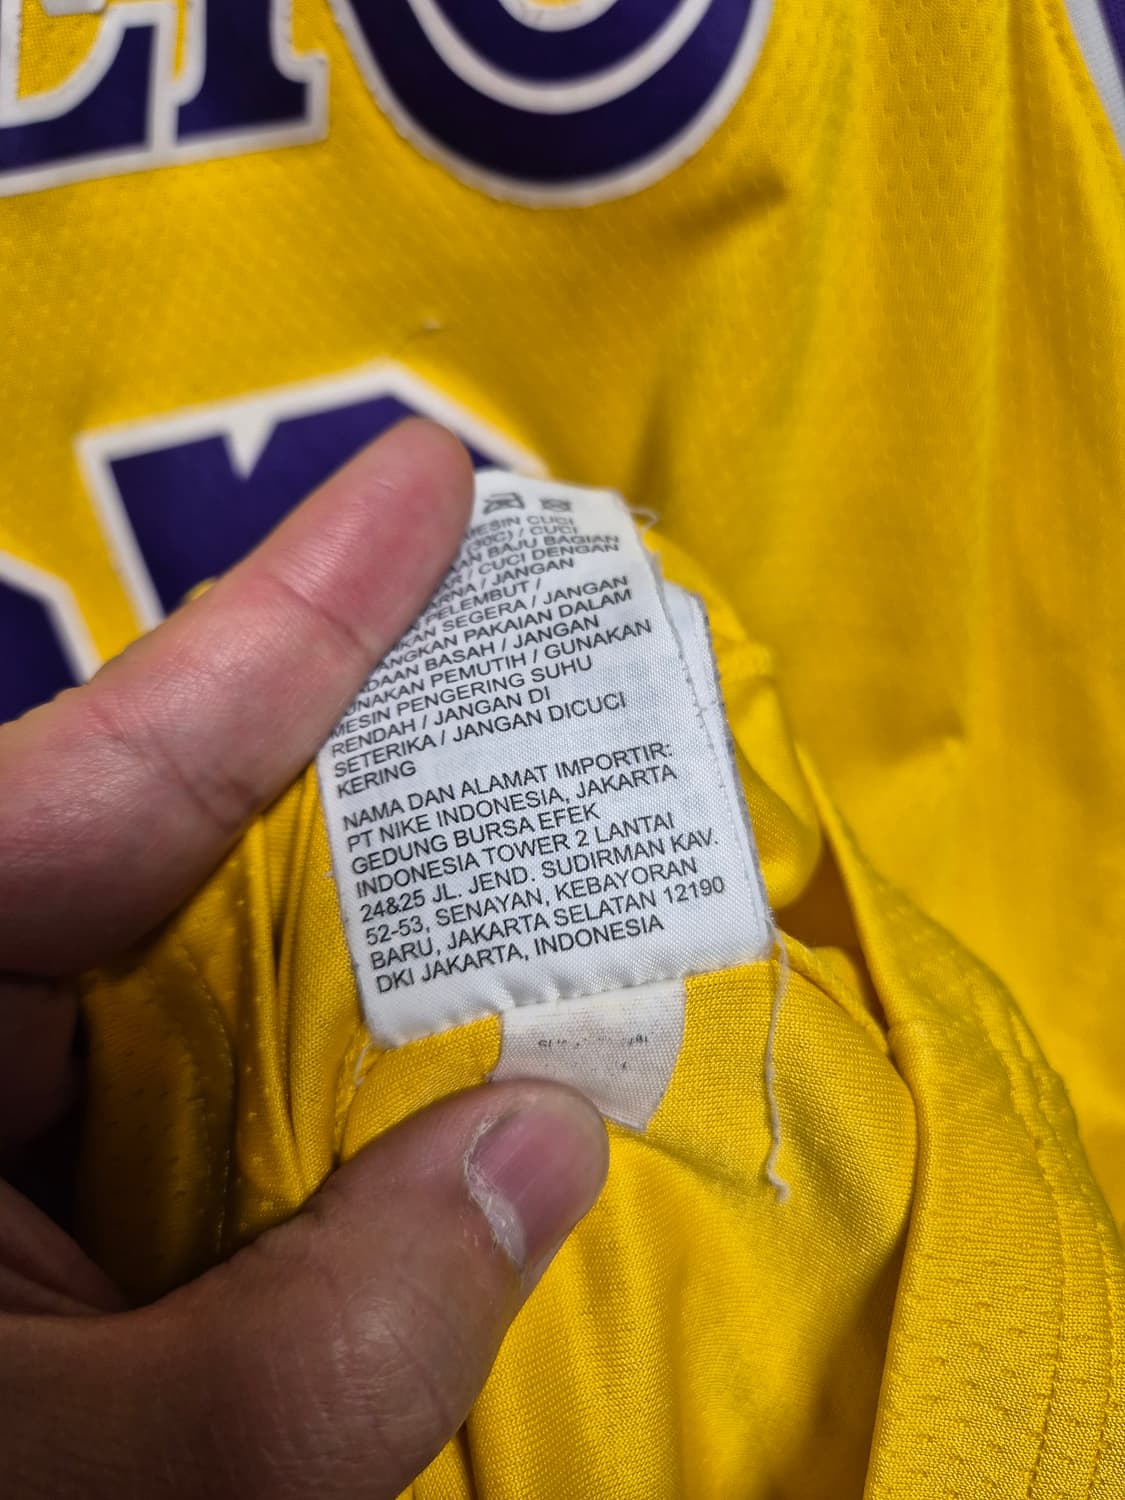 MESIN CUCI
(30C) / CUCI
BAJU BAGIAN
/ CUCI DENGAN
/ JANGAN
PELEMBUT /
SEGERA / JANGAN
PAKAIAN DALAM
BASAH / JANGAN
PEMUTIH / GUNAKAN
MESIN PENGERING SUHU
RENDAH / JANGAN DI
SETERIKA / JANGAN DICUCI
KERING
NAMA DAN ALAMAT IMPORTIR:
PT NIKE INDONESIA, JAKARTA
GEDUNG BURSA EFEK
INDONESIA TOWER 2 LANTAI
24&25 JL. JEND. SUDIRMAN KAV.
52-53, SENAYAN, KEBAYORAN
BARU, JAKARTA SELATAN 12190
DKI JAKARTA, INDONESIA